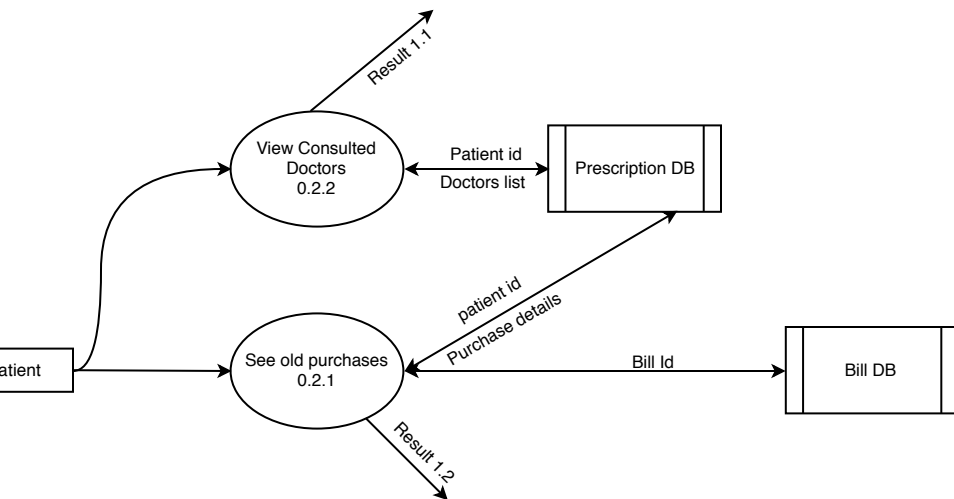 Result 1.1
View Consulted
Doctors
0.2.2
Patient id
Doctors list
Prescription DB
patient id
Purchase details
atient
See old purchases
0.2.1
Bill Id
Bill DB
Result 1.2